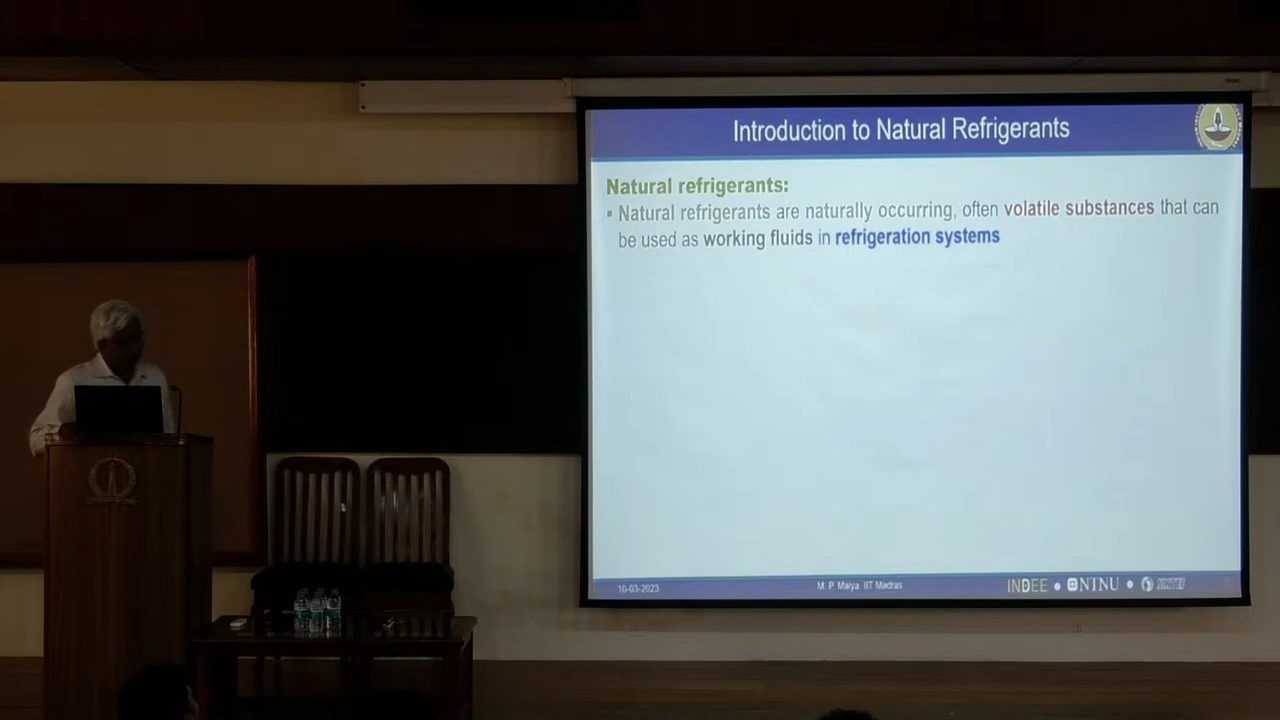 Introduction to Natural Refrigerants
Natural refrigerants:
▪ Natural refrigerants are naturally occurring, often volatile substances that can
be used as working fluids in refrigeration systems
10-03-2023
M. P. Maiya, IIT Madras
INDEE • NTNU • SINTEF